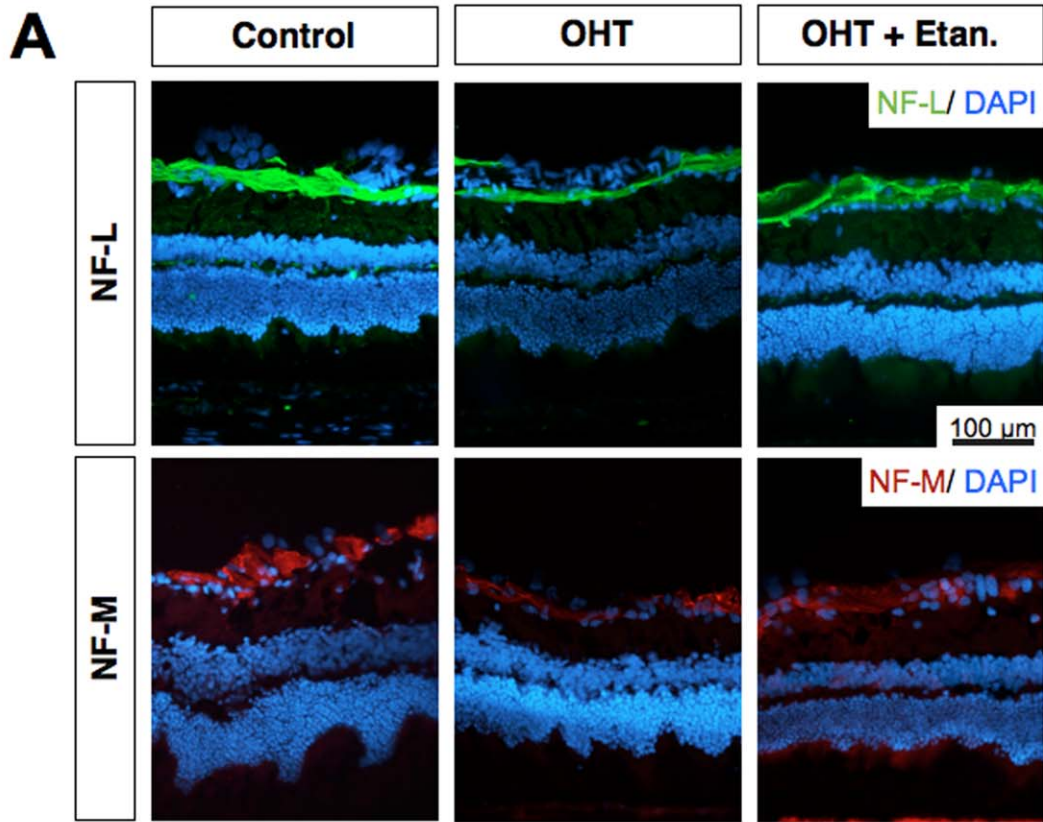 A
Control
OHT
OHT + Etan.
NF-L
NF-L/ DAPI
100 µm
NF-M
NF-M/ DAPI